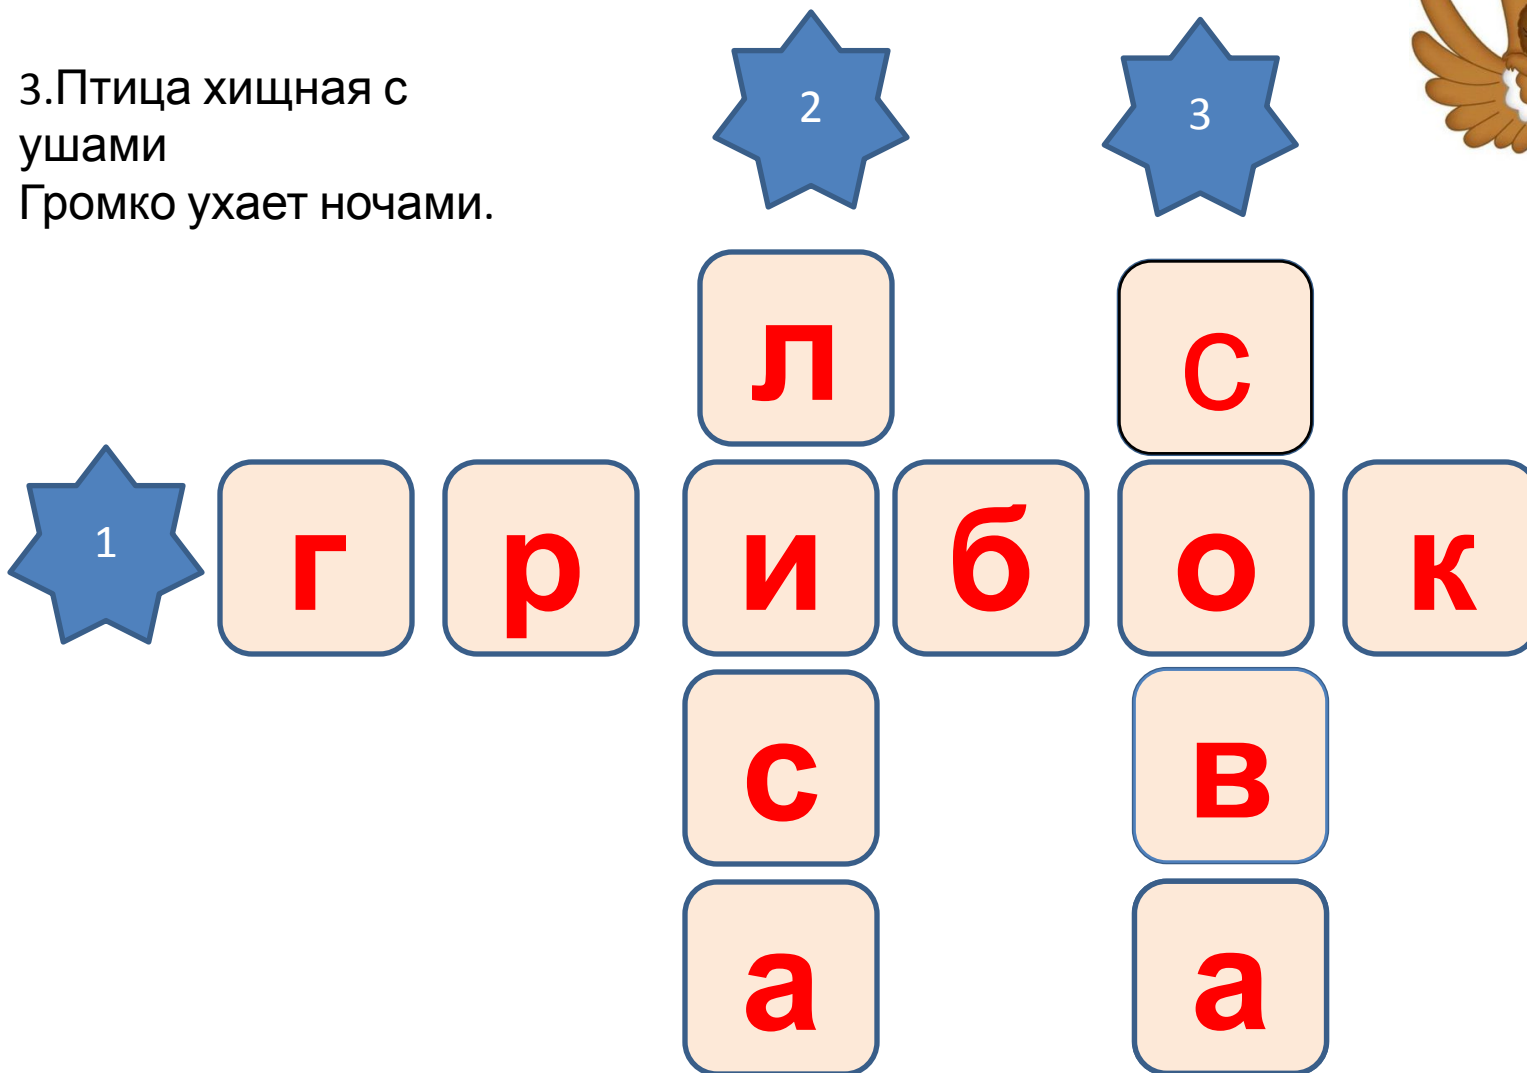 3.Птица хищная с
ушами
Громко ухает ночами.
2 3
л с
1 г р и б о к
с в
а а